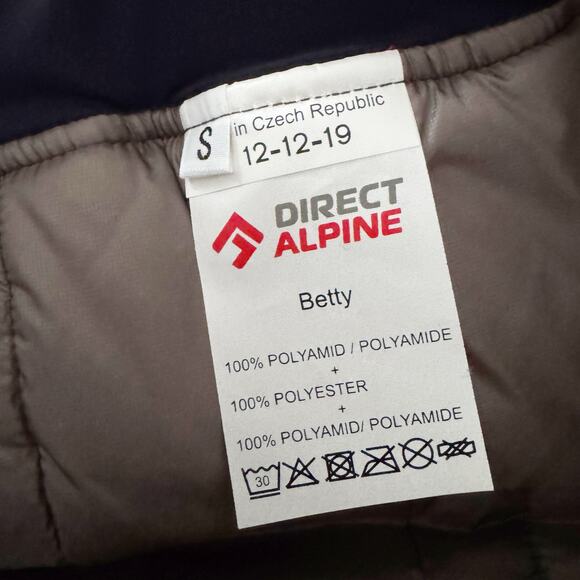 S
in Czech Republic
12-12-19
DIRECT
ALPINE
Betty
100% POLYAMID / POLYAMIDE
+
100% POLYESTER
+
100% POLYAMID/ POLYAMIDE
30